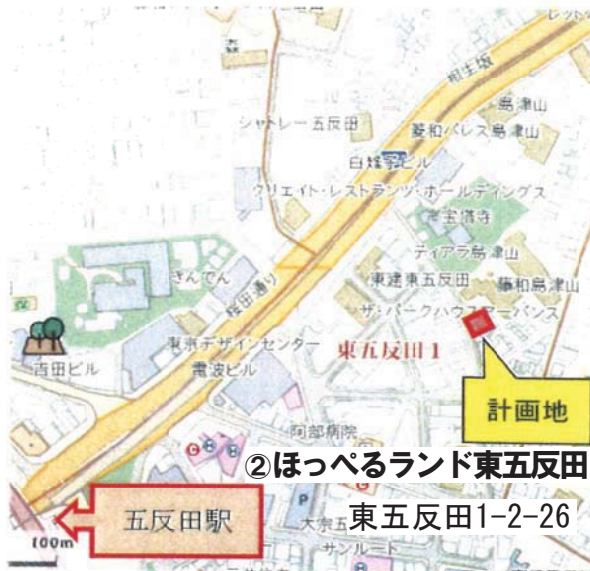 レット
相生坂
森
島津山
シャトレー五反田
菱和パレス島津山
白雉子ビル
クリエイト・レストランツ・ホールディングス
宝塔寺
ティアラ島津山
きんでん
東建東五反田
藤和島津山
桜田通り
ザ・パークハウスアーバンス
東京デザインセンター
東五反田1
吉田ビル
電波ビル
計画地
阿部病院
②ほっぺるランド東五反田
五反田駅
P
東五反田1-2-26
大宗五
サンルート
100m